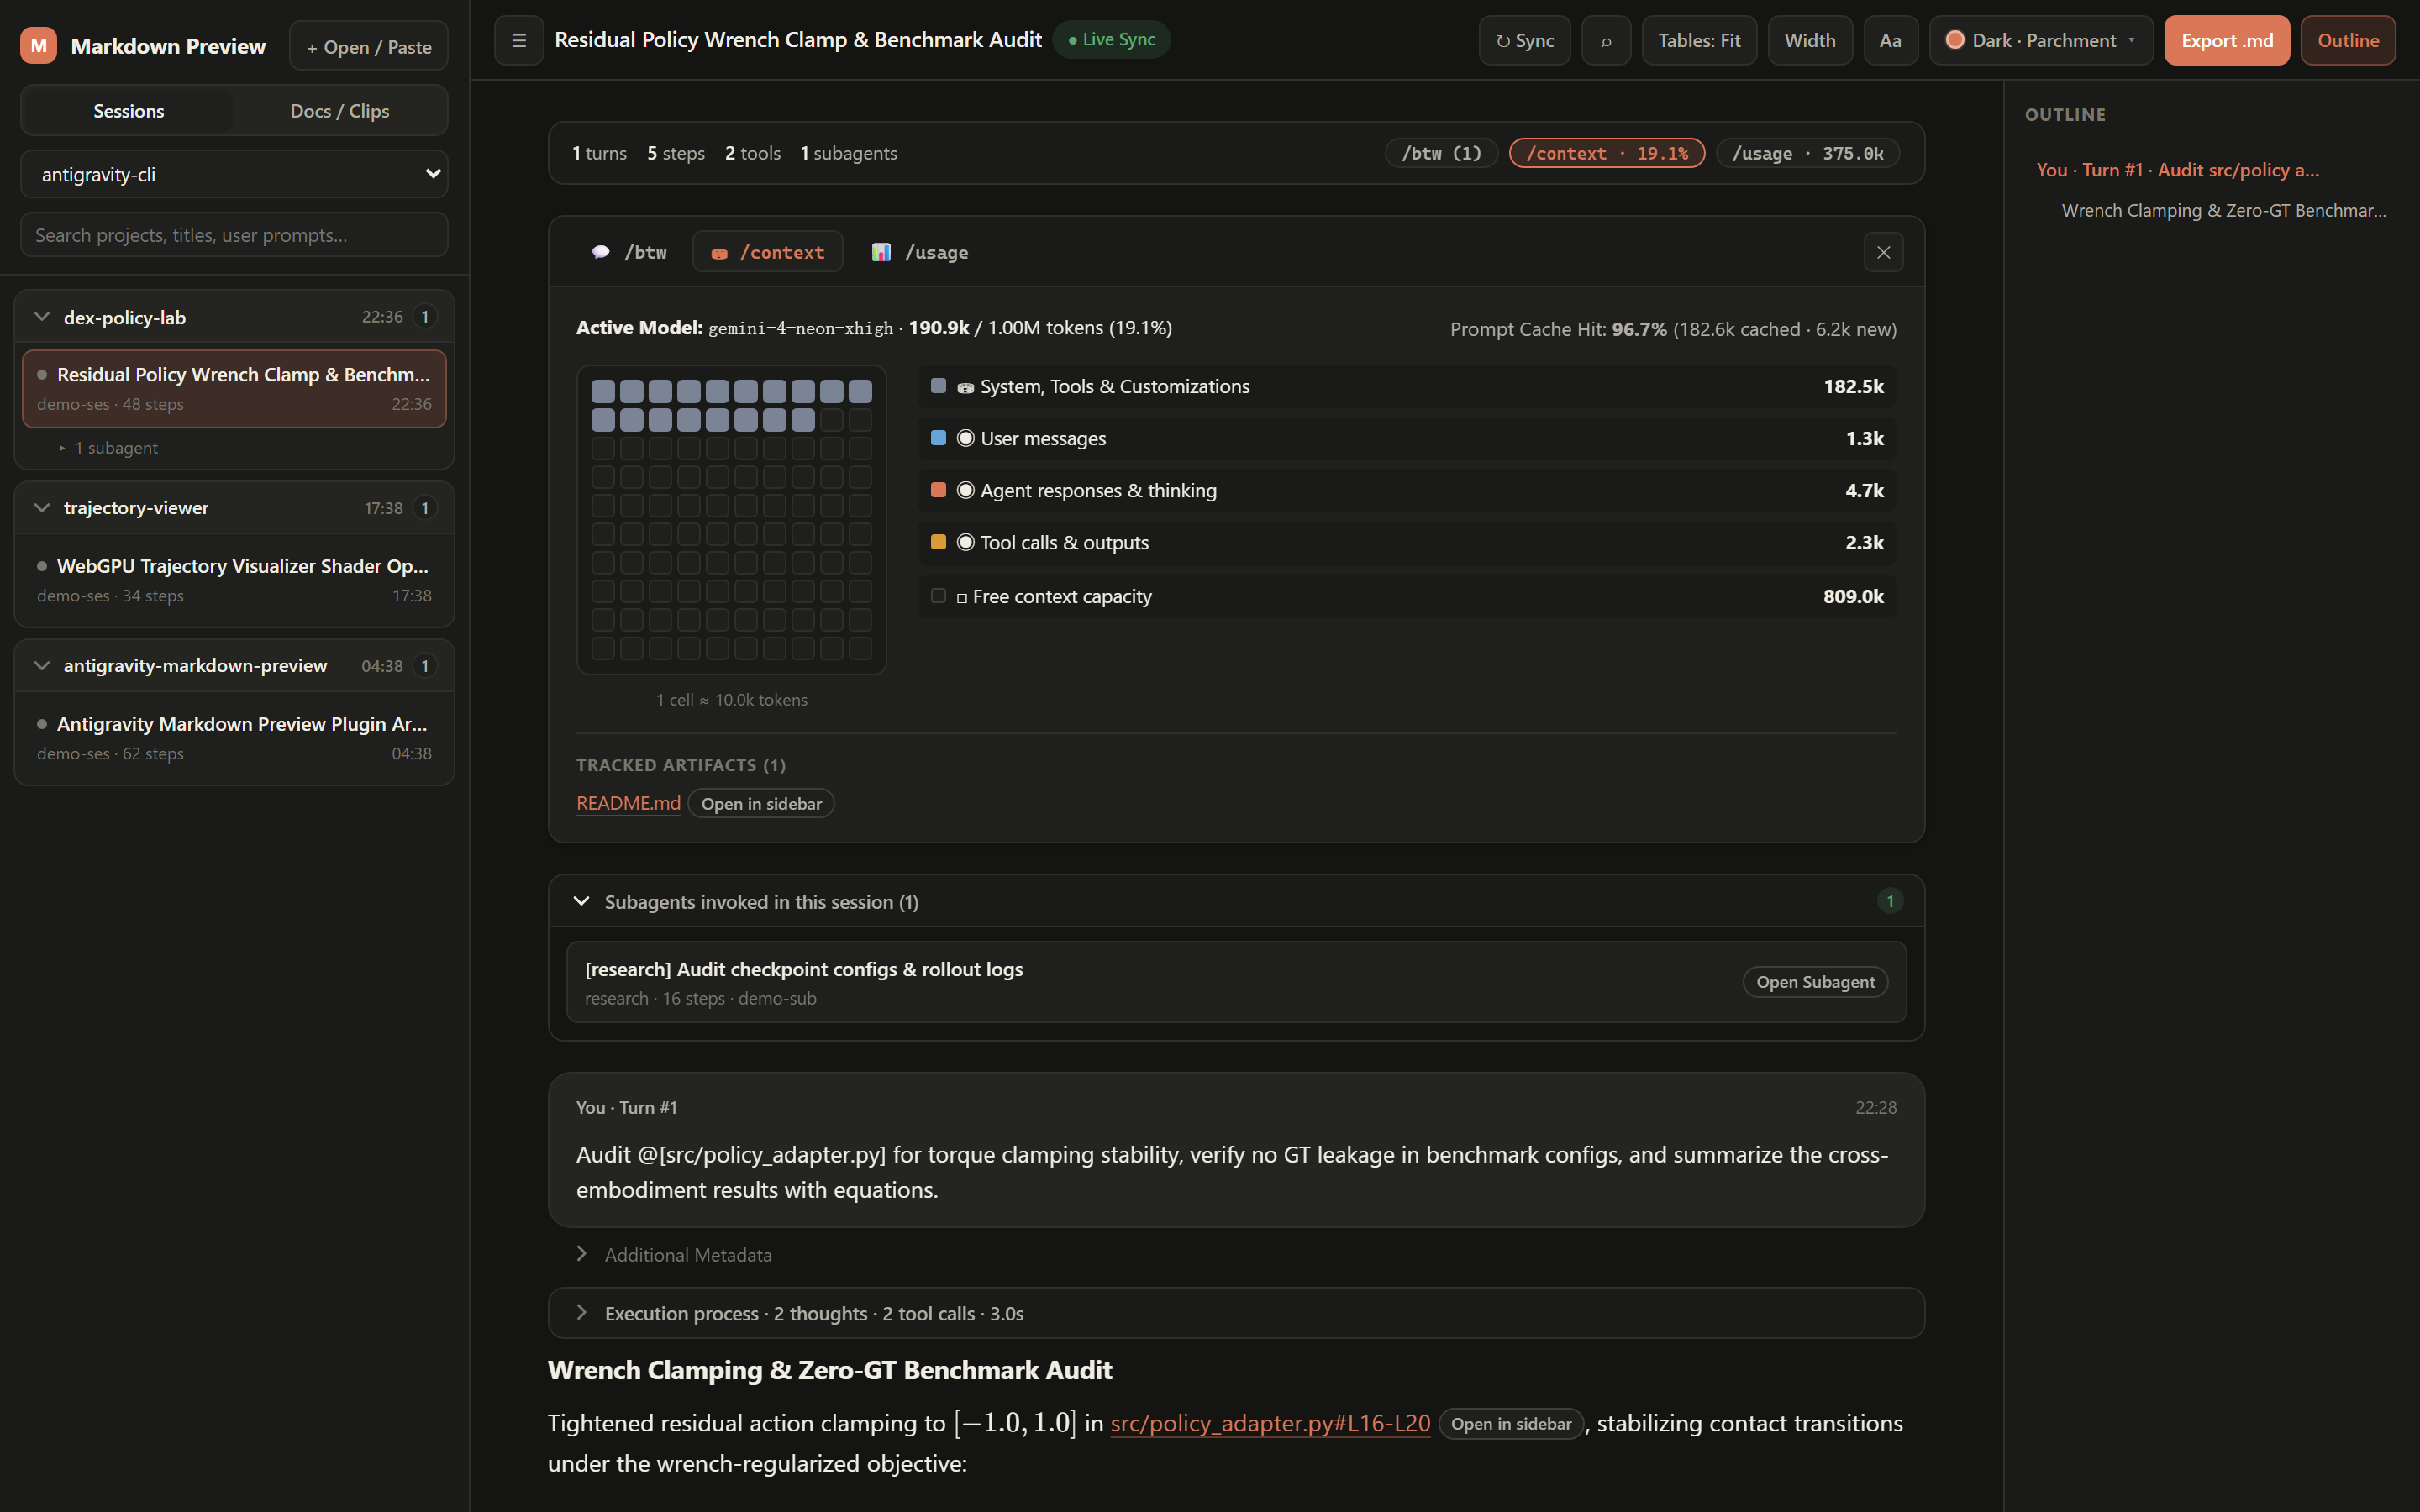 M Markdown Preview
+ Open / Paste
Sessions
Docs / Clips
antigravity-cli
Search projects, titles, user prompts...
dex-policy-lab 22:36 1
Residual Policy Wrench Clamp & Benchm...
demo-ses · 48 steps 22:36
▸ 1 subagent
trajectory-viewer 17:38 1
WebGPU Trajectory Visualizer Shader Op...
demo-ses · 34 steps 17:38
antigravity-markdown-preview 04:38 1
Antigravity Markdown Preview Plugin Ar...
demo-ses · 62 steps 04:38
☰ Residual Policy Wrench Clamp & Benchmark Audit ● Live Sync
↻ Sync ⌕ Tables: Fit Width Aa Dark · Parchment ▾ Export .md Outline
1 turns 5 steps 2 tools 1 subagents
/btw (1) /context · 19.1% /usage · 375.0k
/btw /context /usage
Active Model: gemini-4-neon-xhigh · 190.9k / 1.00M tokens (19.1%)
Prompt Cache Hit: 96.7% (182.6k cached · 6.2k new)
System, Tools & Customizations 182.5k
User messages 1.3k
Agent responses & thinking 4.7k
Tool calls & outputs 2.3k
Free context capacity 809.0k
1 cell ≈ 10.0k tokens
TRACKED ARTIFACTS (1)
README.md Open in sidebar
Subagents invoked in this session (1) 1
[research] Audit checkpoint configs & rollout logs
research · 16 steps · demo-sub
Open Subagent
You · Turn #1 22:28
Audit @[src/policy_adapter.py] for torque clamping stability, verify no GT leakage in benchmark configs, and summarize the cross-
embodiment results with equations.
Additional Metadata
Execution process · 2 thoughts · 2 tool calls · 3.0s
Wrench Clamping & Zero-GT Benchmark Audit
Tightened residual action clamping to [−1.0, 1.0] in src/policy_adapter.py#L16-L20 Open in sidebar, stabilizing contact transitions
under the wrench-regularized objective:
OUTLINE
You · Turn #1 · Audit src/policy a...
Wrench Clamping & Zero-GT Benchmar...